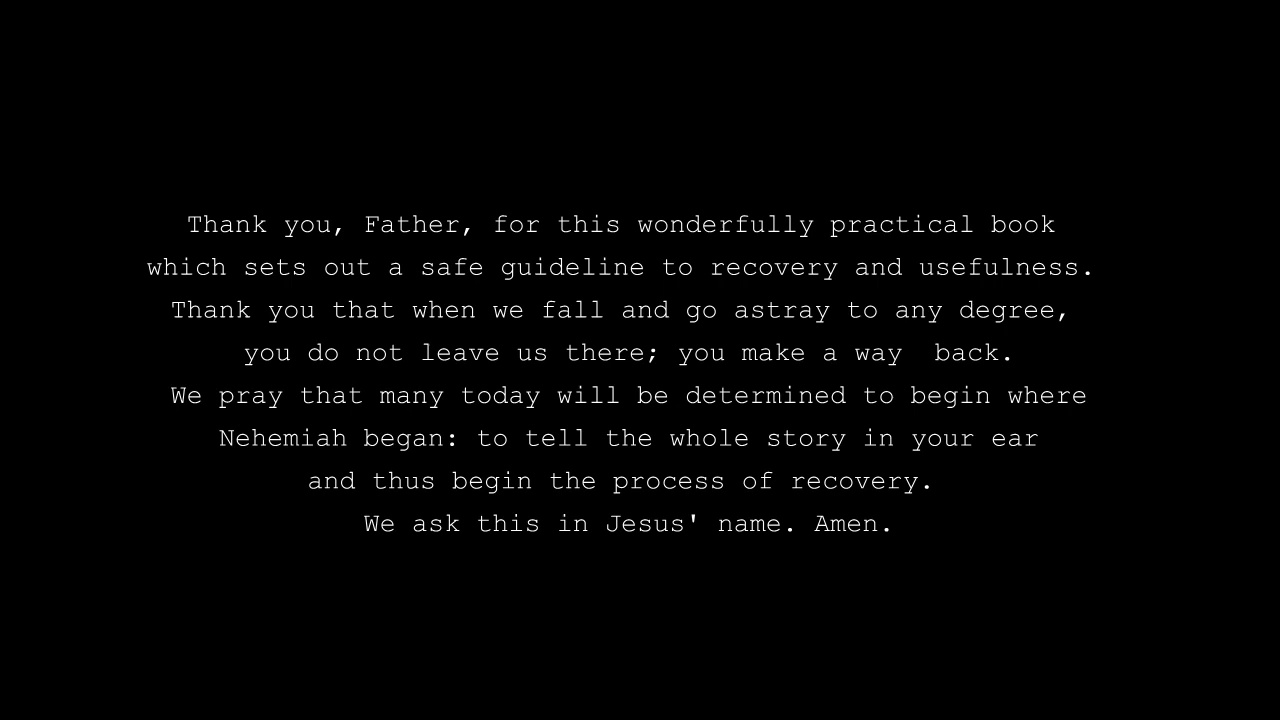 Thank you, Father, for this wonderfully practical book
which sets out a safe guideline to recovery and usefulness.
Thank you that when we fall and go astray to any degree,
you do not leave us there; you make a way  back.
We pray that many today will be determined to begin where
Nehemiah began: to tell the whole story in your ear
and thus begin the process of recovery.
We ask this in Jesus' name. Amen.